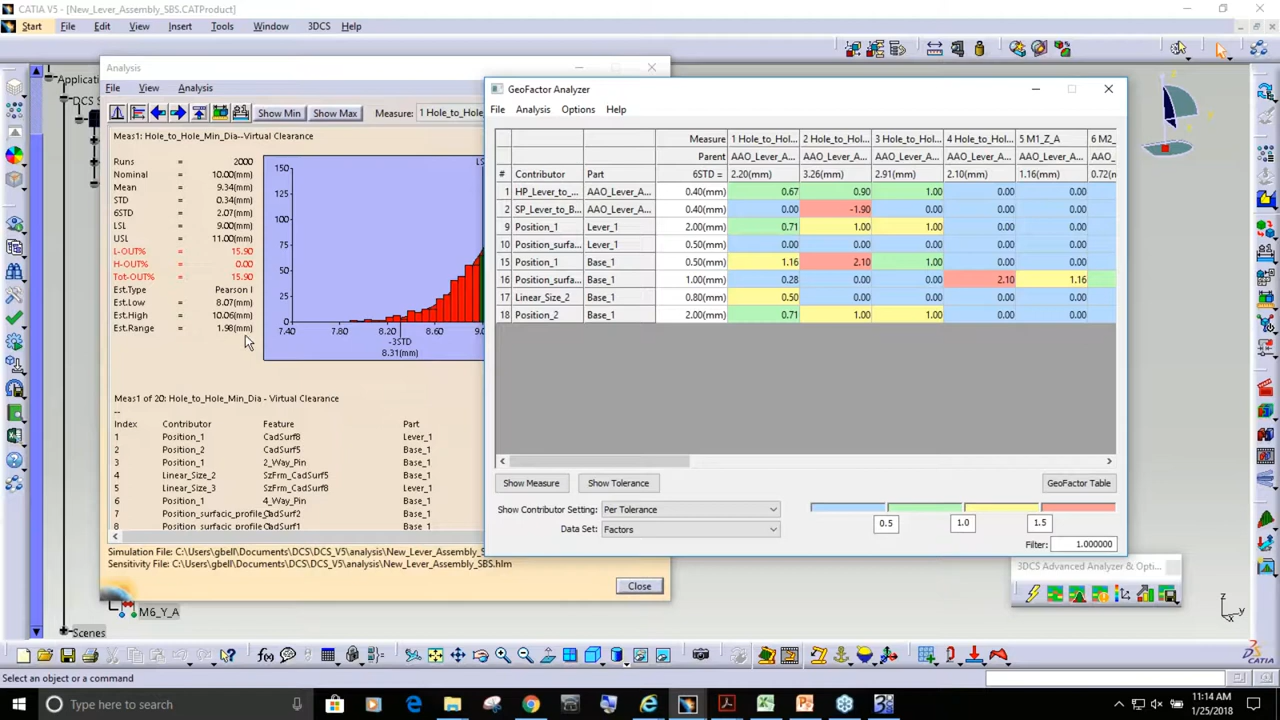 CATIA V5 - [New_Lever_Assembly_SBS.CATProduct]
Start File Edit View Insert Tools Window 3DCS Help
Applicatio
DCS S
Analysis
File View Analysis
Show Min Show Max Measure: 1 Hole_to_Hole
Meas1: Hole_to_Hole_Min_Dia--Virtual Clearance
Runs = 2000
Nominal = 10.00(mm)
Mean = 9.34(mm)
STD = 0.34(mm)
6STD = 2.07(mm)
LSL = 9.00(mm)
USL = 11.00(mm)
L-OUT% = 15.90
H-OUT% = 0.00
Tot-OUT% = 15.90
Est.Type Pearson I
Est.Low = 8.07(mm)
Est.High = 10.06(mm)
Est.Range = 1.98(mm)
150
125
100
75
50
25
0
7.40 7.80 8.20 8.60 9.0
-3STD
8.31(mm)
Meas1 of 20: Hole_to_Hole_Min_Dia - Virtual Clearance
--
Index Contributor Feature Part
1 Position_1 CadSurf8 Lever_1
2 Position_2 CadSurf5 Base_1
3 Position_1 2_Way_Pin Base_1
4 Linear_Size_2 SzFrm_CadSurf5 Base_1
5 Linear_Size_3 SzFrm_CadSurf8 Lever_1
6 Position_1 4_Way_Pin Base_1
7 Position_surfacic_profile_ CadSurf2 Base_1
8 Position_surfacic_profile_ CadSurf1 Base_1
Simulation File: C:\Users\gbell\Documents\DCS\DCS_V5\analysis\New_Lever_Assembly_S
Sensitivity File: C:\Users\gbell\Documents\DCS\DCS_V5\analysis\New_Lever_Assembly_SBS.hlm
Close
GeoFactor Analyzer
File Analysis Options Help
Measure 1 Hole_to_Hol... 2 Hole_to_Hol... 3 Hole_to_Hol... 4 Hole_to_Hol... 5 M1_Z_A 6 M2_
Parent AAO_Lever_A... AAO_Lever_A... AAO_Lever_A... AAO_Lever_A... AAO_Lever_A... AAO_
# Contributor Part 6STD = 2.20(mm) 3.26(mm) 2.91(mm) 2.10(mm) 1.16(mm) 0.72(m
1 HP_Lever_to_... AAO_Lever_A... 0.40(mm) 0.67 0.90 1.00 0.00 0.00
2 SP_Lever_to_B... AAO_Lever_A... 0.40(mm) 0.00 -1.90 0.00 0.00 0.00
9 Position_1 Lever_1 2.00(mm) 0.71 1.00 1.00 0.00 0.00
10 Position_surfa... Lever_1 0.50(mm) 0.00 0.00 0.00 0.00 0.00
15 Position_1 Base_1 0.50(mm) 1.16 2.10 1.00 0.00 0.00
16 Position_surfa... Base_1 1.00(mm) 0.28 0.00 0.00 2.10 1.16
17 Linear_Size_2 Base_1 0.80(mm) 0.50 0.00 0.00 0.00 0.00
18 Position_2 Base_1 2.00(mm) 0.71 1.00 1.00 0.00 0.00
Show Measure Show Tolerance GeoFactor Table
Show Contributor Setting: Per Tolerance
0.5 1.0 1.5
Data Set: Factors
Filter: 1.000000
3DCS Advanced Analyzer & Opti...
M6_Y_A
Scenes
z
y
x
Select an object or a command
Type here to search
11:14 AM
1/25/2018